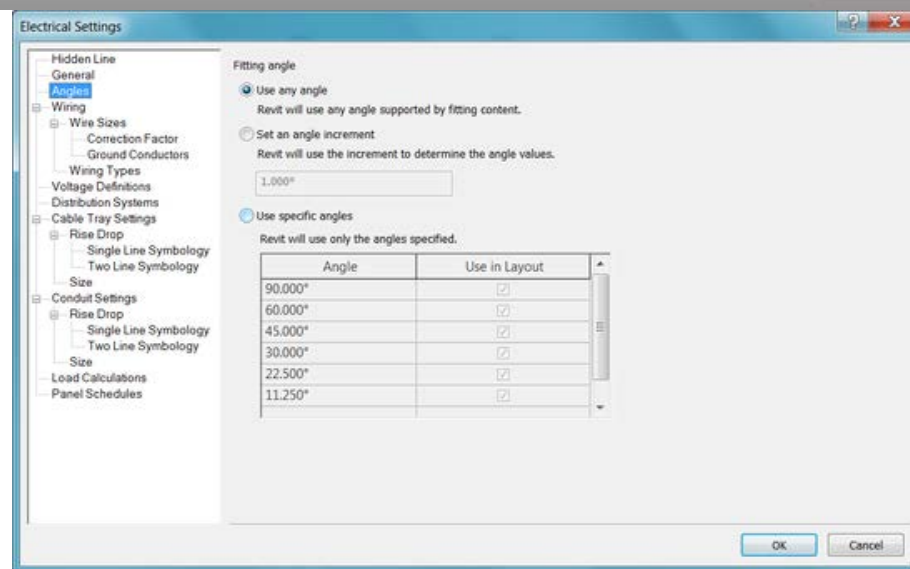 Electrical Settings
Hidden Line
General
Angles
Wiring
Wire Sizes
Correction Factor
Ground Conductors
Wiring Types
Voltage Definitions
Distribution Systems
Cable Tray Settings
Rise Drop
Single Line Symbology
Two Line Symbology
Size
Conduit Settings
Rise Drop
Single Line Symbology
Two Line Symbology
Size
Load Calculations
Panel Schedules
Fitting angle
Use any angle
Revit will use any angle supported by fitting content.
Set an angle increment
Revit will use the increment to determine the angle values.
1.000°
Use specific angles
Revit will use only the angles specified.
Angle Use in Layout
90.000°
60.000°
45.000°
30.000°
22.500°
11.250°
OK Cancel